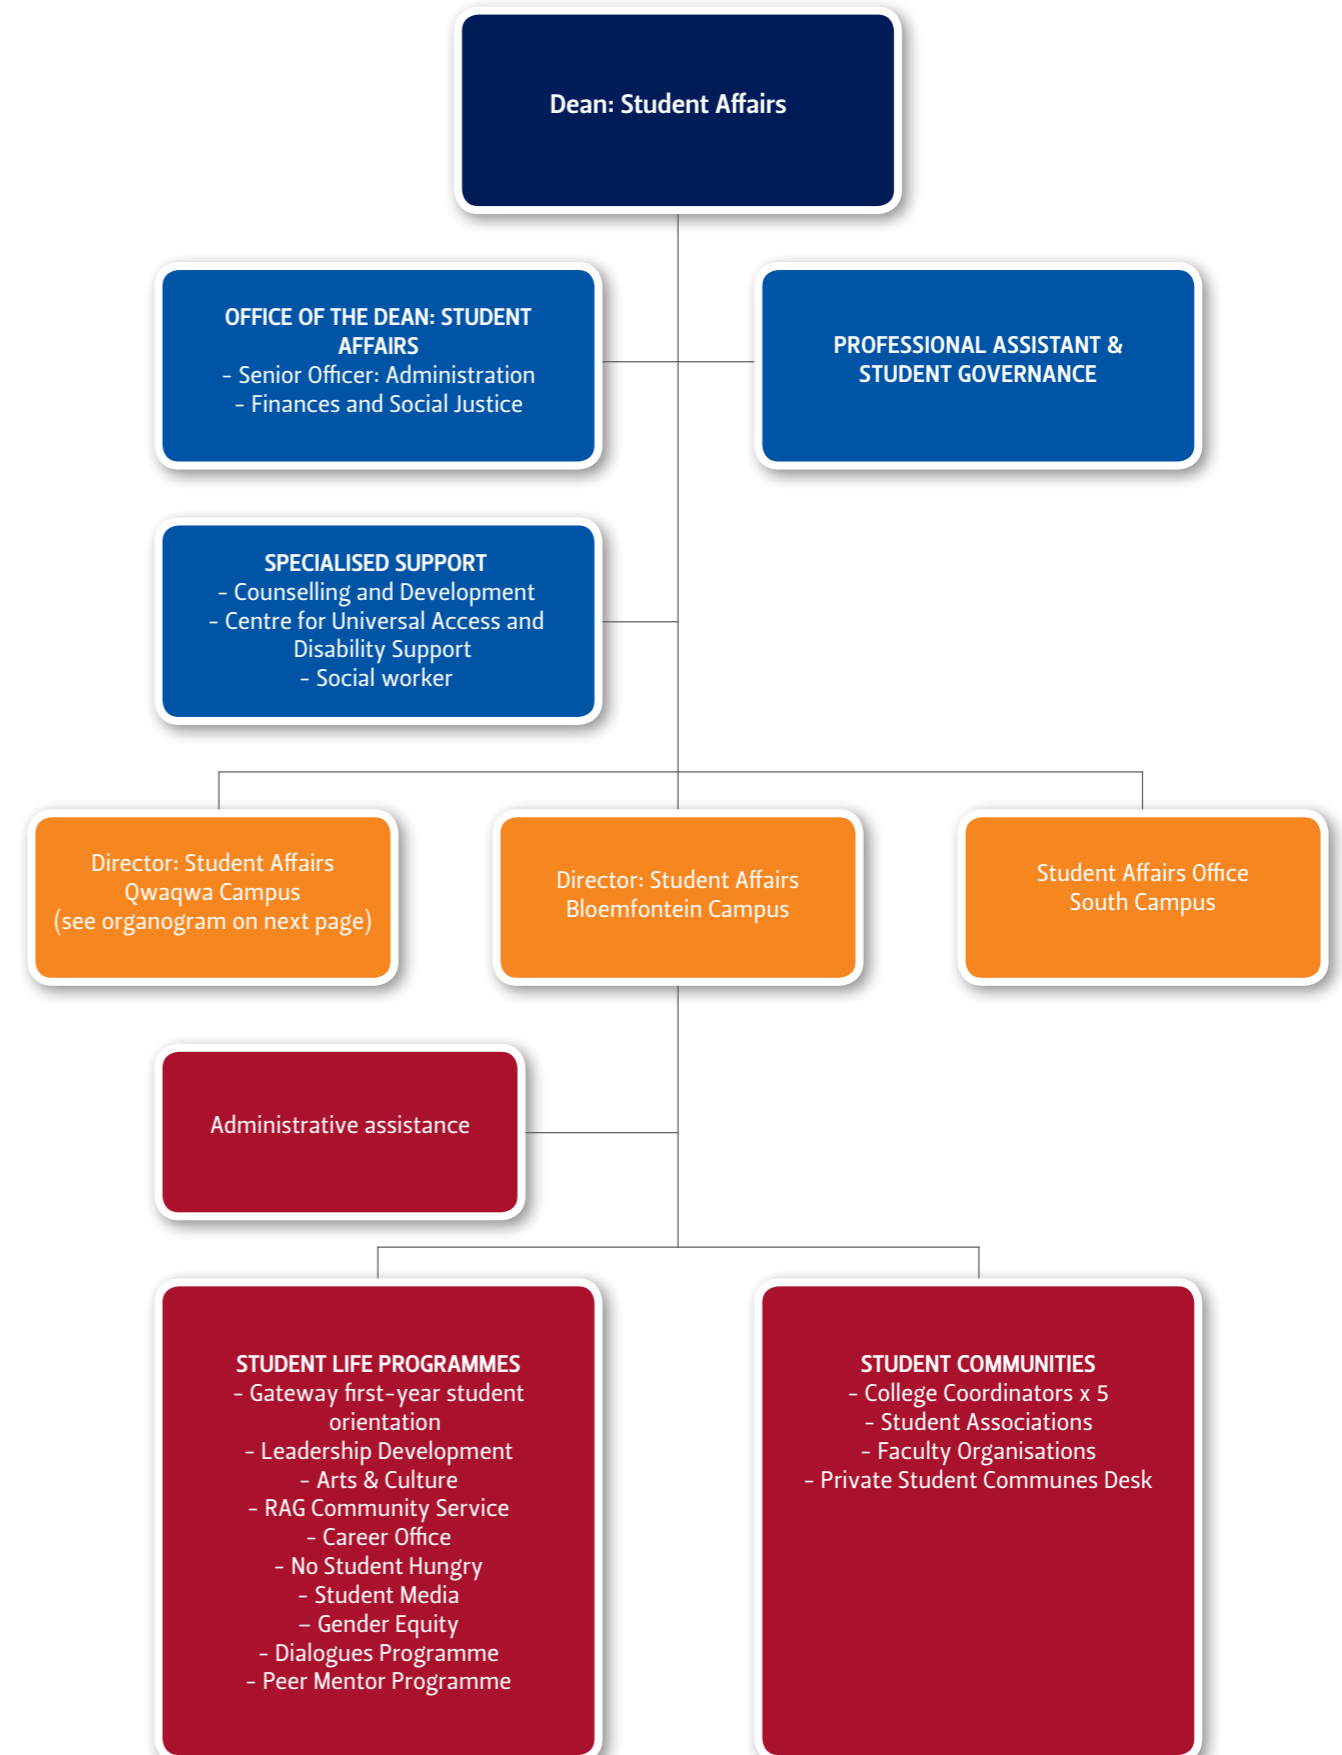 Dean: Student Affairs
OFFICE OF THE DEAN: STUDENT
AFFAIRS
- Senior Officer: Administration
- Finances and Social Justice
PROFESSIONAL ASSISTANT &
STUDENT GOVERNANCE
SPECIALISED SUPPORT
- Counselling and Development
- Centre for Universal Access and
Disability Support
- Social worker
Director: Student Affairs
Qwaqwa Campus
(see organogram on next page)
Director: Student Affairs
Bloemfontein Campus
Student Affairs Office
South Campus
Administrative assistance
STUDENT LIFE PROGRAMMES
- Gateway first-year student
orientation
- Leadership Development
- Arts & Culture
- RAG Community Service
- Career Office
- No Student Hungry
- Student Media
– Gender Equity
- Dialogues Programme
- Peer Mentor Programme
STUDENT COMMUNITIES
- College Coordinators x 5
- Student Associations
- Faculty Organisations
- Private Student Communes Desk